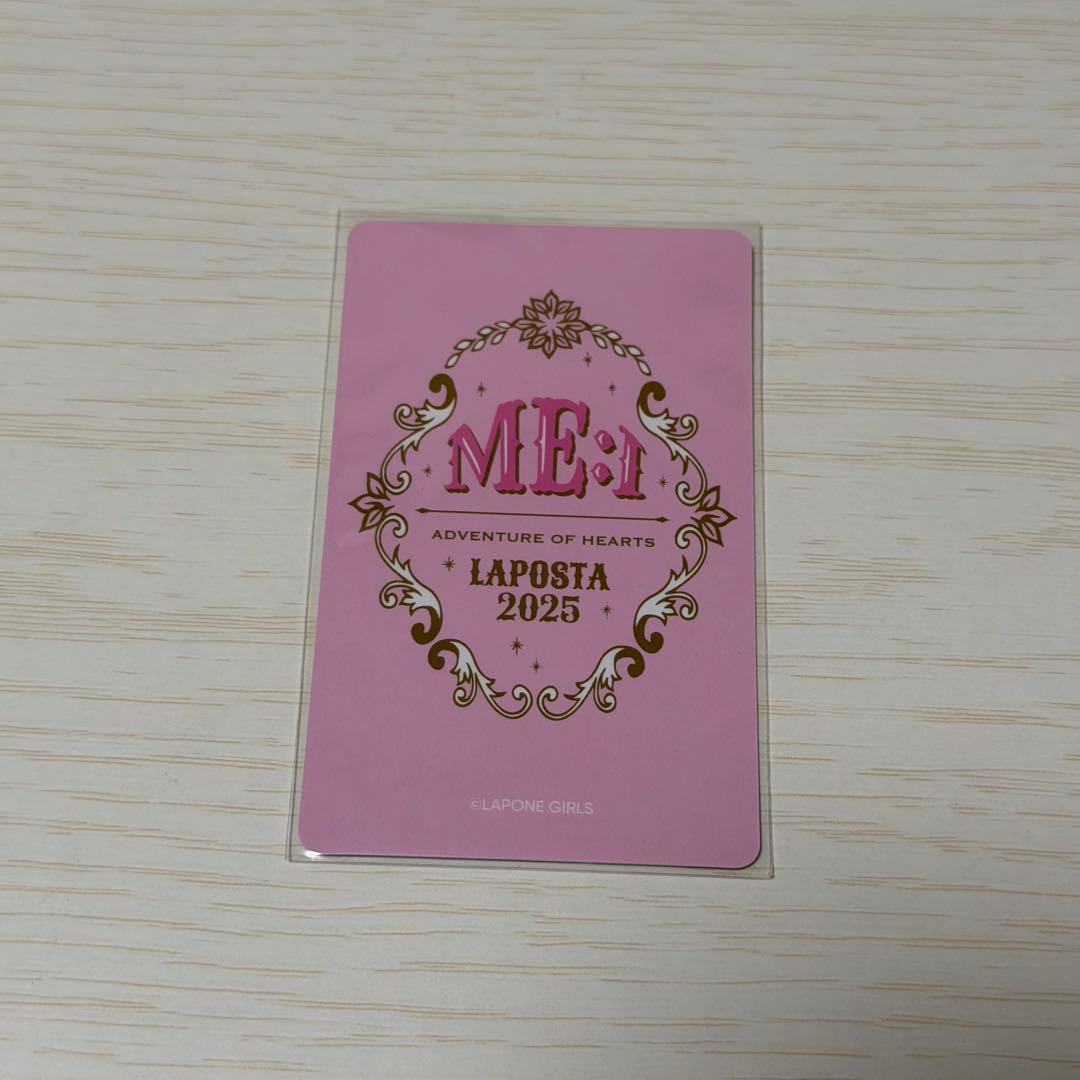 ME:I
ADVENTURE OF HEARTS
LAPOSTA
2025
©LAPONE GIRLS